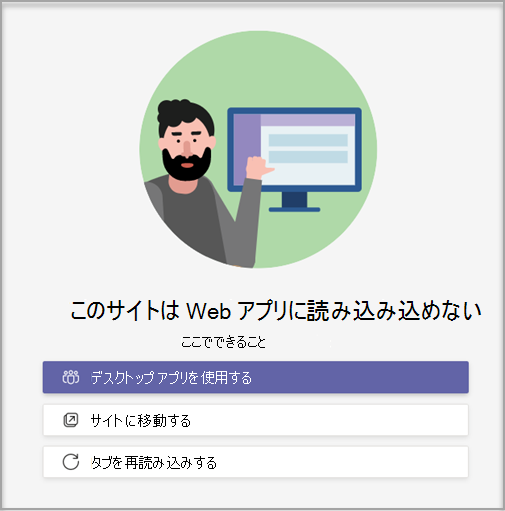 このサイトは Web アプリに読み込み込めない
ここでできること
デスクトップ アプリを使用する
サイトに移動する
タブを再読み込みする